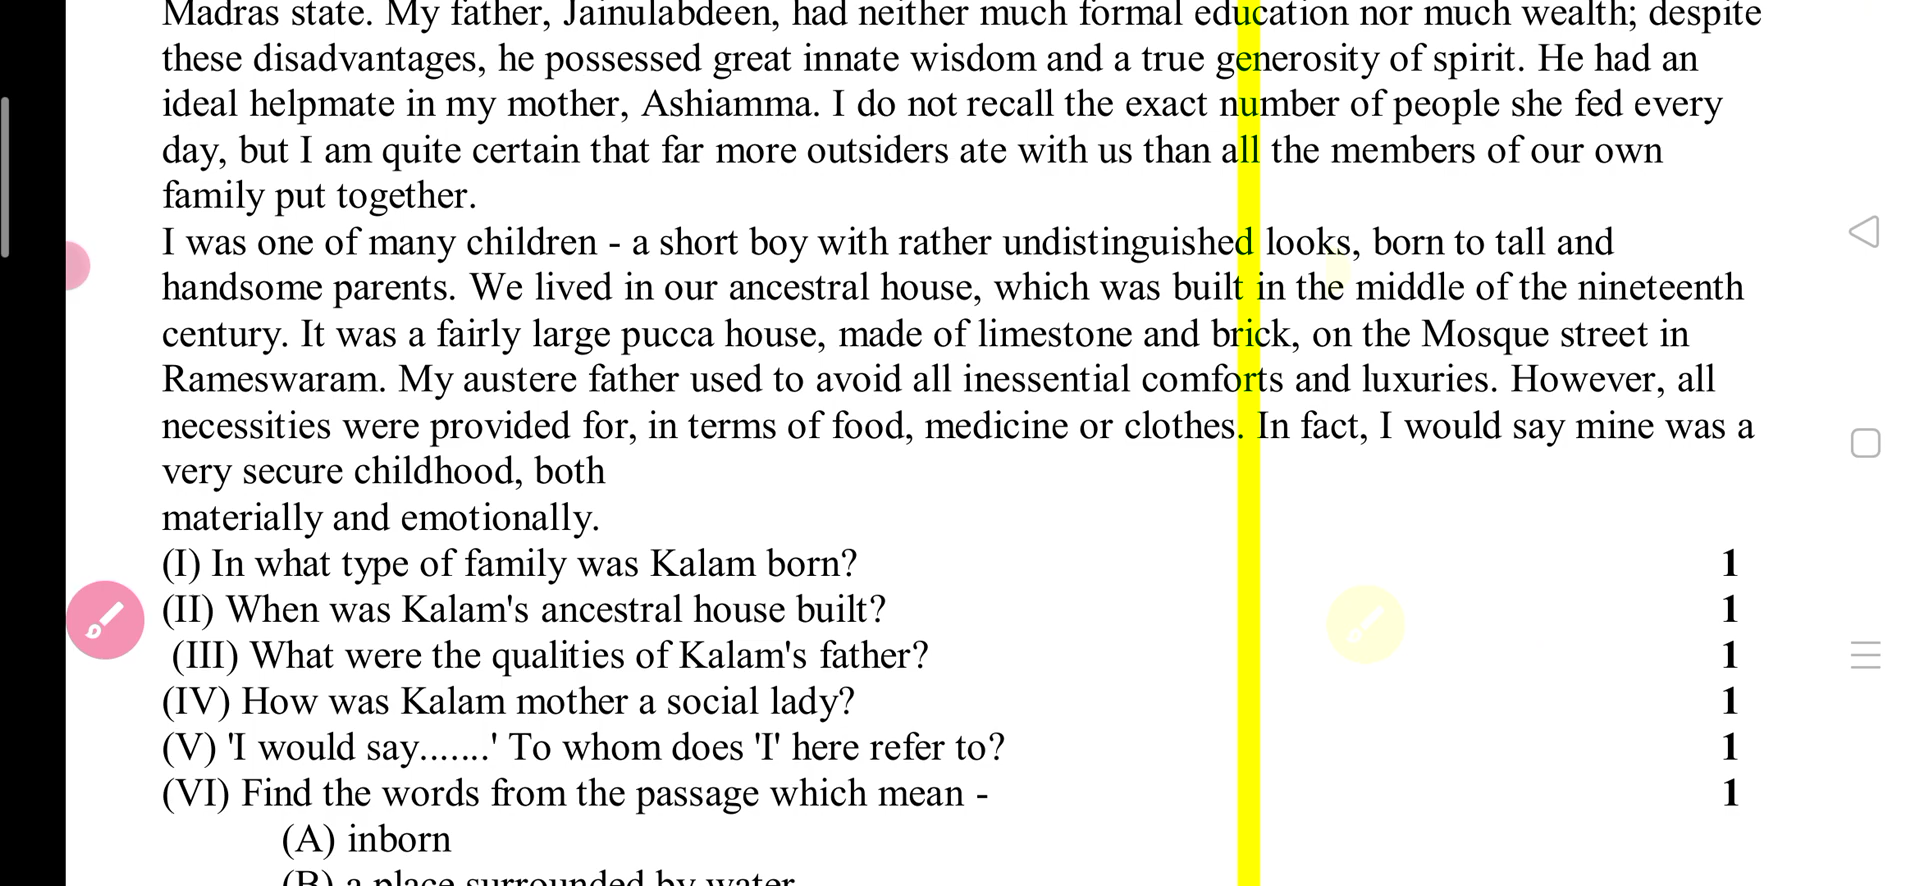 Madras state. My father, Jainulabdeen, had neither much formal education nor much wealth; despite
these disadvantages, he possessed great innate wisdom and a true generosity of spirit. He had an
ideal helpmate in my mother, Ashiamma. I do not recall the exact number of people she fed every
day, but I am quite certain that far more outsiders ate with us than all the members of our own
family put together.
I was one of many children - a short boy with rather undistinguished looks, born to tall and
handsome parents. We lived in our ancestral house, which was built in the middle of the nineteenth
century. It was a fairly large pucca house, made of limestone and brick, on the Mosque street in
Rameswaram. My austere father used to avoid all inessential comforts and luxuries. However, all
necessities were provided for, in terms of food, medicine or clothes. In fact, I would say mine was a
very secure childhood, both
materially and emotionally.
(I) In what type of family was Kalam born? 1
(II) When was Kalam's ancestral house built? 1
(III) What were the qualities of Kalam's father? 1
(IV) How was Kalam mother a social lady? 1
(V) 'I would say.......' To whom does 'I' here refer to? 1
(VI) Find the words from the passage which mean - 1
(A) inborn
(B) a place surrounded by water